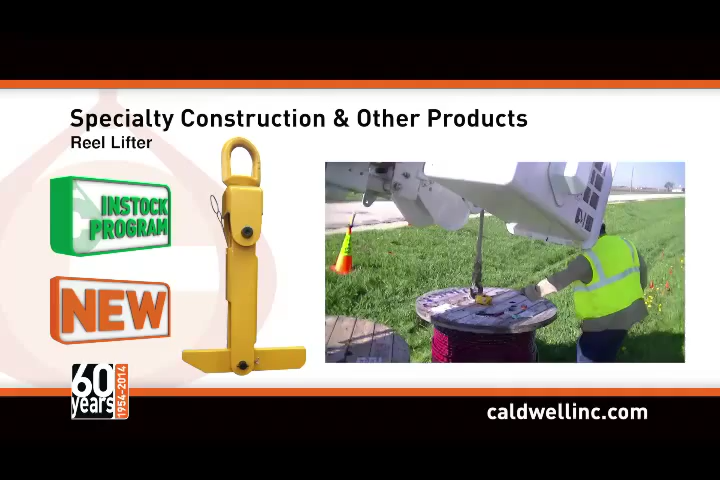 Specialty Construction & Other Products
Reel Lifter
INSTOCK
PROGRAM
NEW
60
years
1954-2014
caldwellinc.com